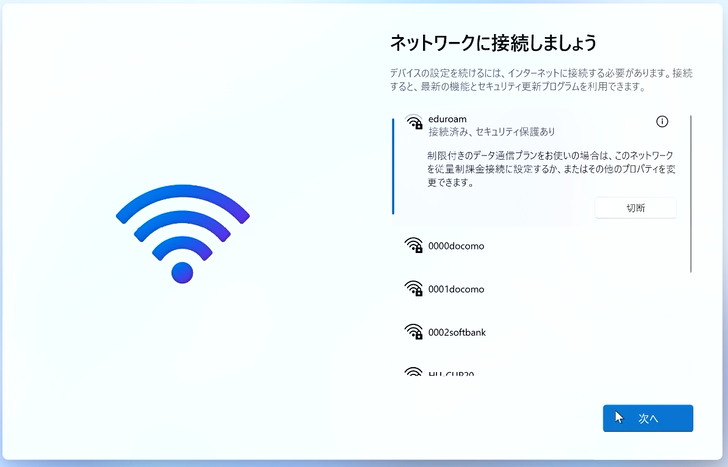 ネットワークに接続しましょう
デバイスの設定を続けるには、インターネットに接続する必要があります。接続
すると、最新の機能とセキュリティ更新プログラムを利用できます。
eduroam
接続済み、セキュリティ保護あり
制限付きのデータ通信プランをお使いの場合は、このネットワーク
を従量制課金接続に設定するか、またはその他のプロパティを変
更できます。
切断
0000docomo
0001docomo
0002softbank
次へ